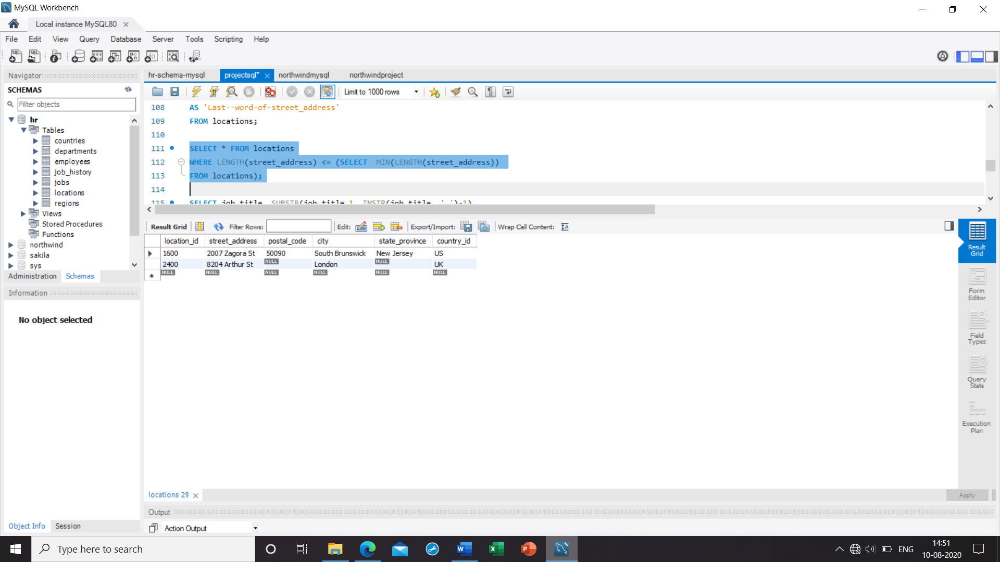 MySQL Workbench
Local instance MySQL80
File Edit View Query Database Server Tools Scripting Help
Navigator
SCHEMAS
Filter objects
hr
Tables
countries
departments
employees
job_history
jobs
locations
regions
Views
Stored Procedures
Functions
northwind
sakila
sys
Administration Schemas
Information
No object selected
Object Info Session
hr-schema-mysql projectsql* northwindmysql northwindproject
Limit to 1000 rows
108 AS 'Last--word-of-street_address'
109 FROM locations;
110
111 SELECT * FROM locations
112 WHERE LENGTH(street_address) <= (SELECT MIN(LENGTH(street_address))
113 FROM locations);
114
115 SELECT job_title, SUBSTR(job_title,1, INSTR(job_title, ' ')-1)
Result Grid Filter Rows: Edit: Export/Import: Wrap Cell Content:
location_id street_address postal_code city state_province country_id
1600 2007 Zagora St 50090 South Brunswick New Jersey US
2400 8204 Arthur St NULL London NULL UK
NULL NULL NULL NULL NULL NULL
Result
Grid
Form
Editor
Field
Types
Query
Stats
Execution
Plan
locations 29
Apply
Output
Action Output
Type here to search
ENG
14:51
10-08-2020